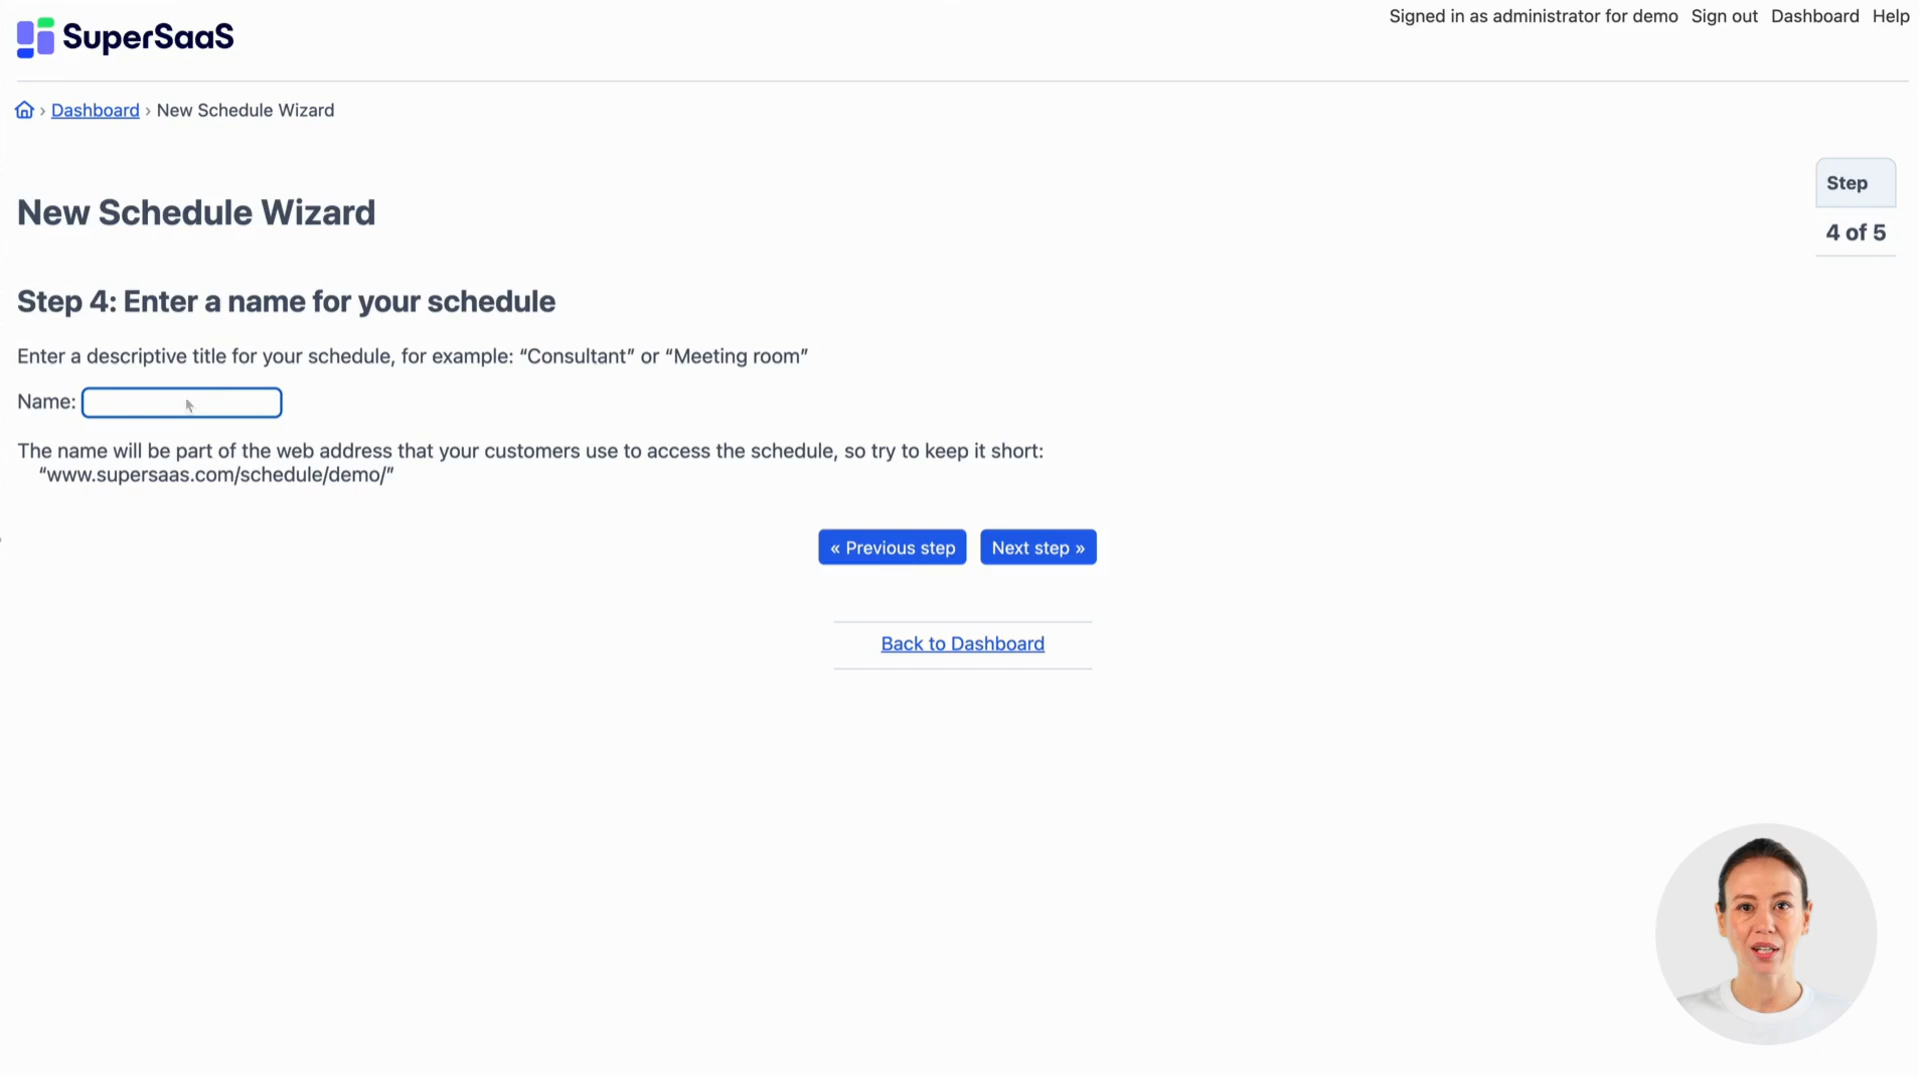 SuperSaaS
Signed in as administrator for demo Sign out Dashboard Help
› Dashboard › New Schedule Wizard
New Schedule Wizard
Step
4 of 5
Step 4: Enter a name for your schedule
Enter a descriptive title for your schedule, for example: “Consultant” or “Meeting room”
Name:
The name will be part of the web address that your customers use to access the schedule, so try to keep it short:
“www.supersaas.com/schedule/demo/”
« Previous step Next step »
Back to Dashboard